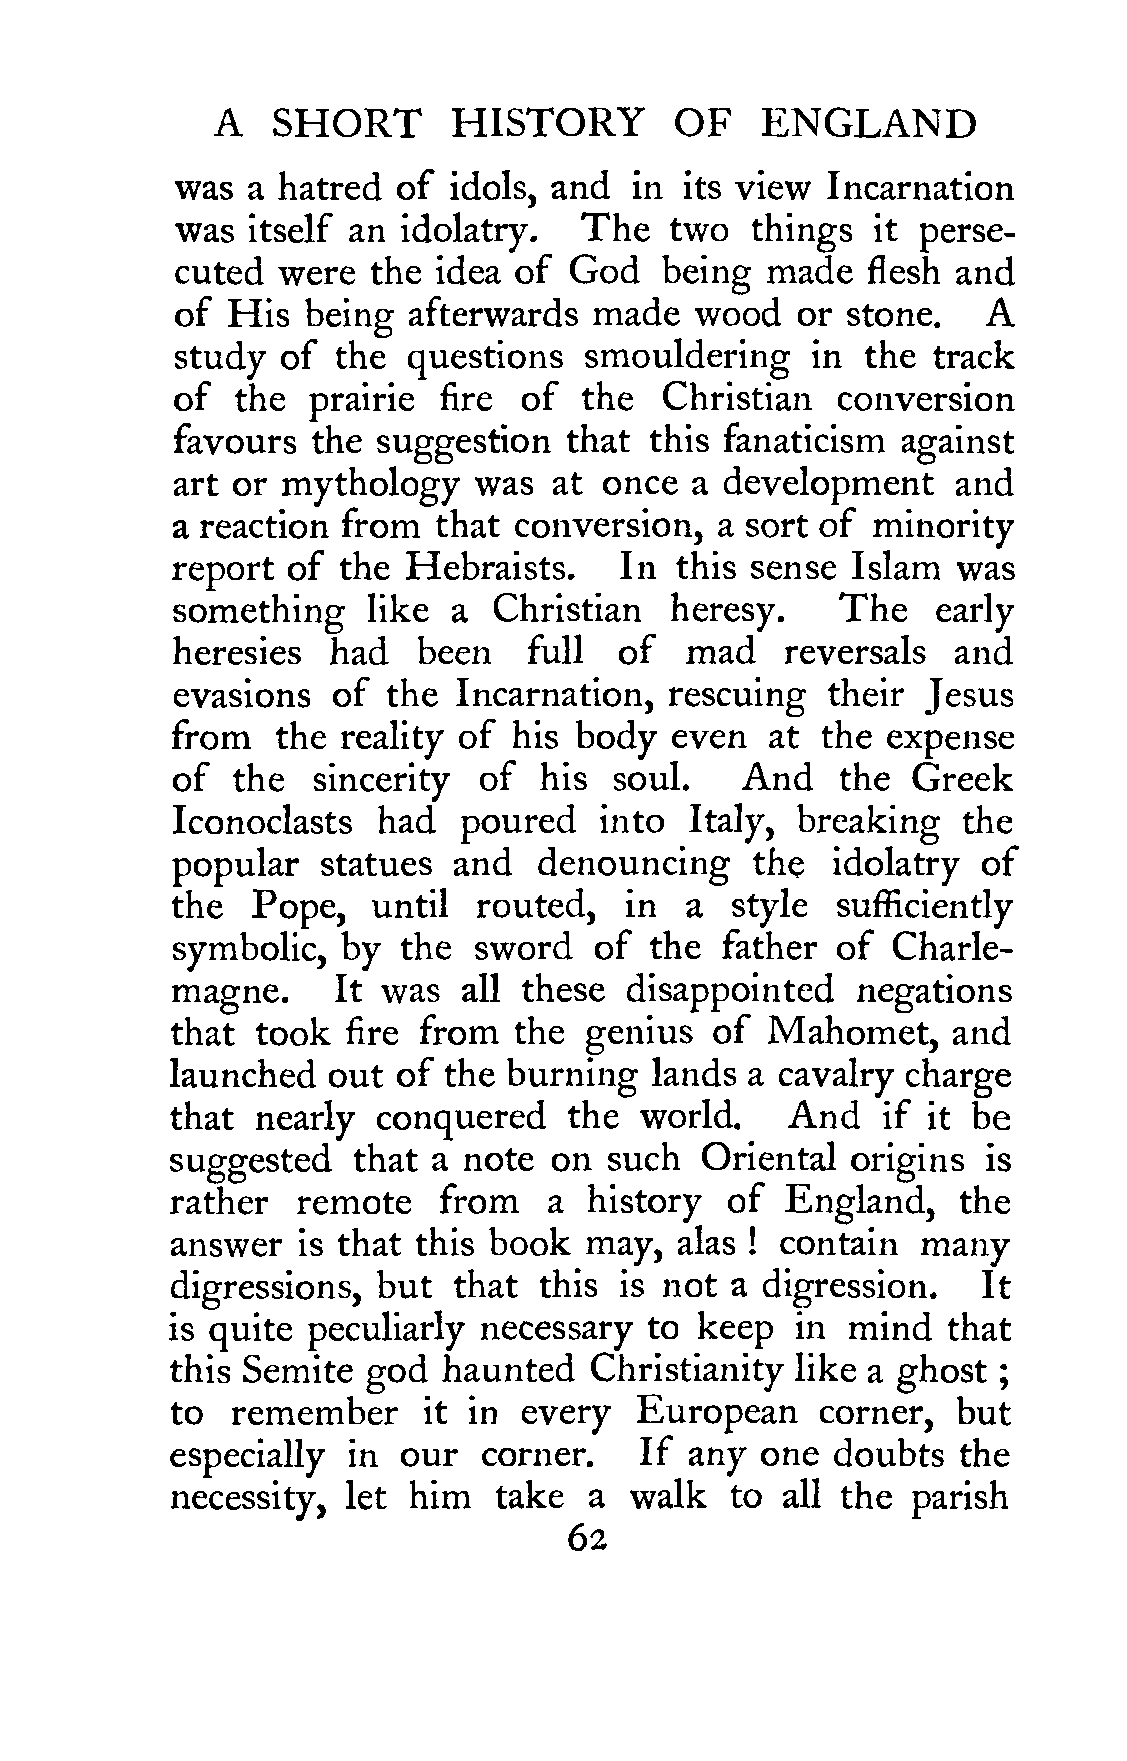 A SHORT HISTORY OF ENGLAND
was a hatred of idols, and in its view Incarnation
was itself an idolatry. The two things it perse-
cuted were the idea of God being made flesh and
of His being afterwards made wood or stone. A
study of the questions smouldering in the track
of the prairie fire of the Christian conversion
favours the suggestion that this fanaticism against
art or mythology was at once a development and
a reaction from that conversion, a sort of minority
report of the Hebraists. In this sense Islam was
something like a Christian heresy. The early
heresies had been full of mad reversals and
evasions of the Incarnation, rescuing their Jesus
from the reality of his body even at the expense
of the sincerity of his soul. And the Greek
Iconoclasts had poured into Italy, breaking the
popular statues and denouncing the idolatry of
the Pope, until routed, in a style sufficiently
symbolic, by the sword of the father of Charle-
magne. It was all these disappointed negations
that took fire from the genius of Mahomet, and
launched out of the burning lands a cavalry charge
that nearly conquered the world. And if it be
suggested that a note on such Oriental origins is
rather remote from a history of England, the
answer is that this book may, alas ! contain many
digressions, but that this is not a digression. It
is quite peculiarly necessary to keep in mind that
this Semite god haunted Christianity like a ghost ;
to remember it in every European corner, but
especially in our corner. If any one doubts the
necessity, let him take a walk to all the parish
62